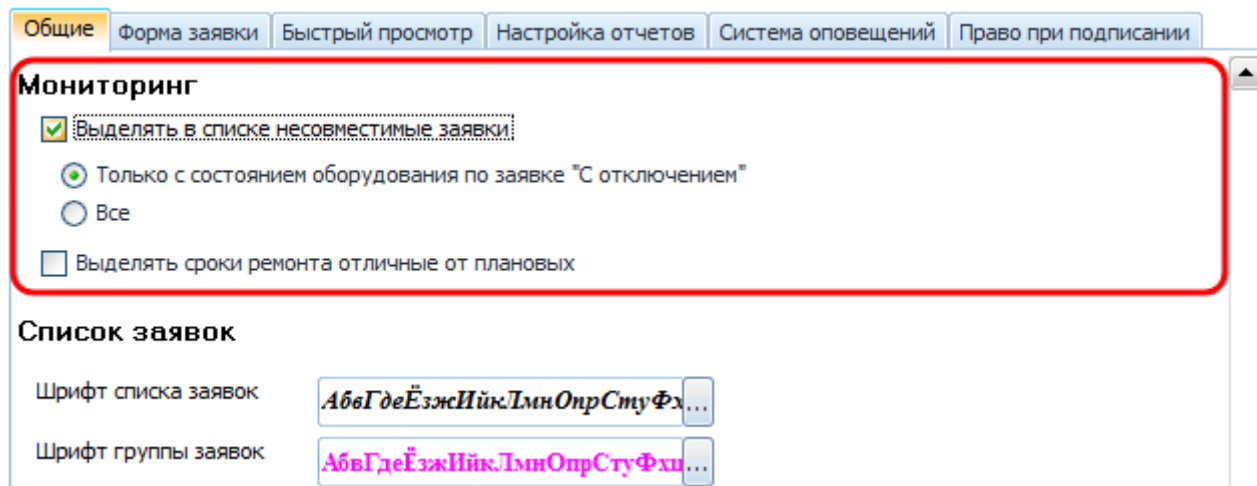 Общие Форма заявки Быстрый просмотр Настройка отчетов Система оповещений Право при подписании
Мониторинг
Выделять в списке несовместимые заявки
Только с состоянием оборудования по заявке "С отключением"
Все
Выделять сроки ремонта отличные от плановых
Список заявок
Шрифт списка заявок АбвГдеЁзжИйкЛмнОпрСтуФх...
Шрифт группы заявок АбвГдеЁзжИйкЛмнОпрСтуФхц...